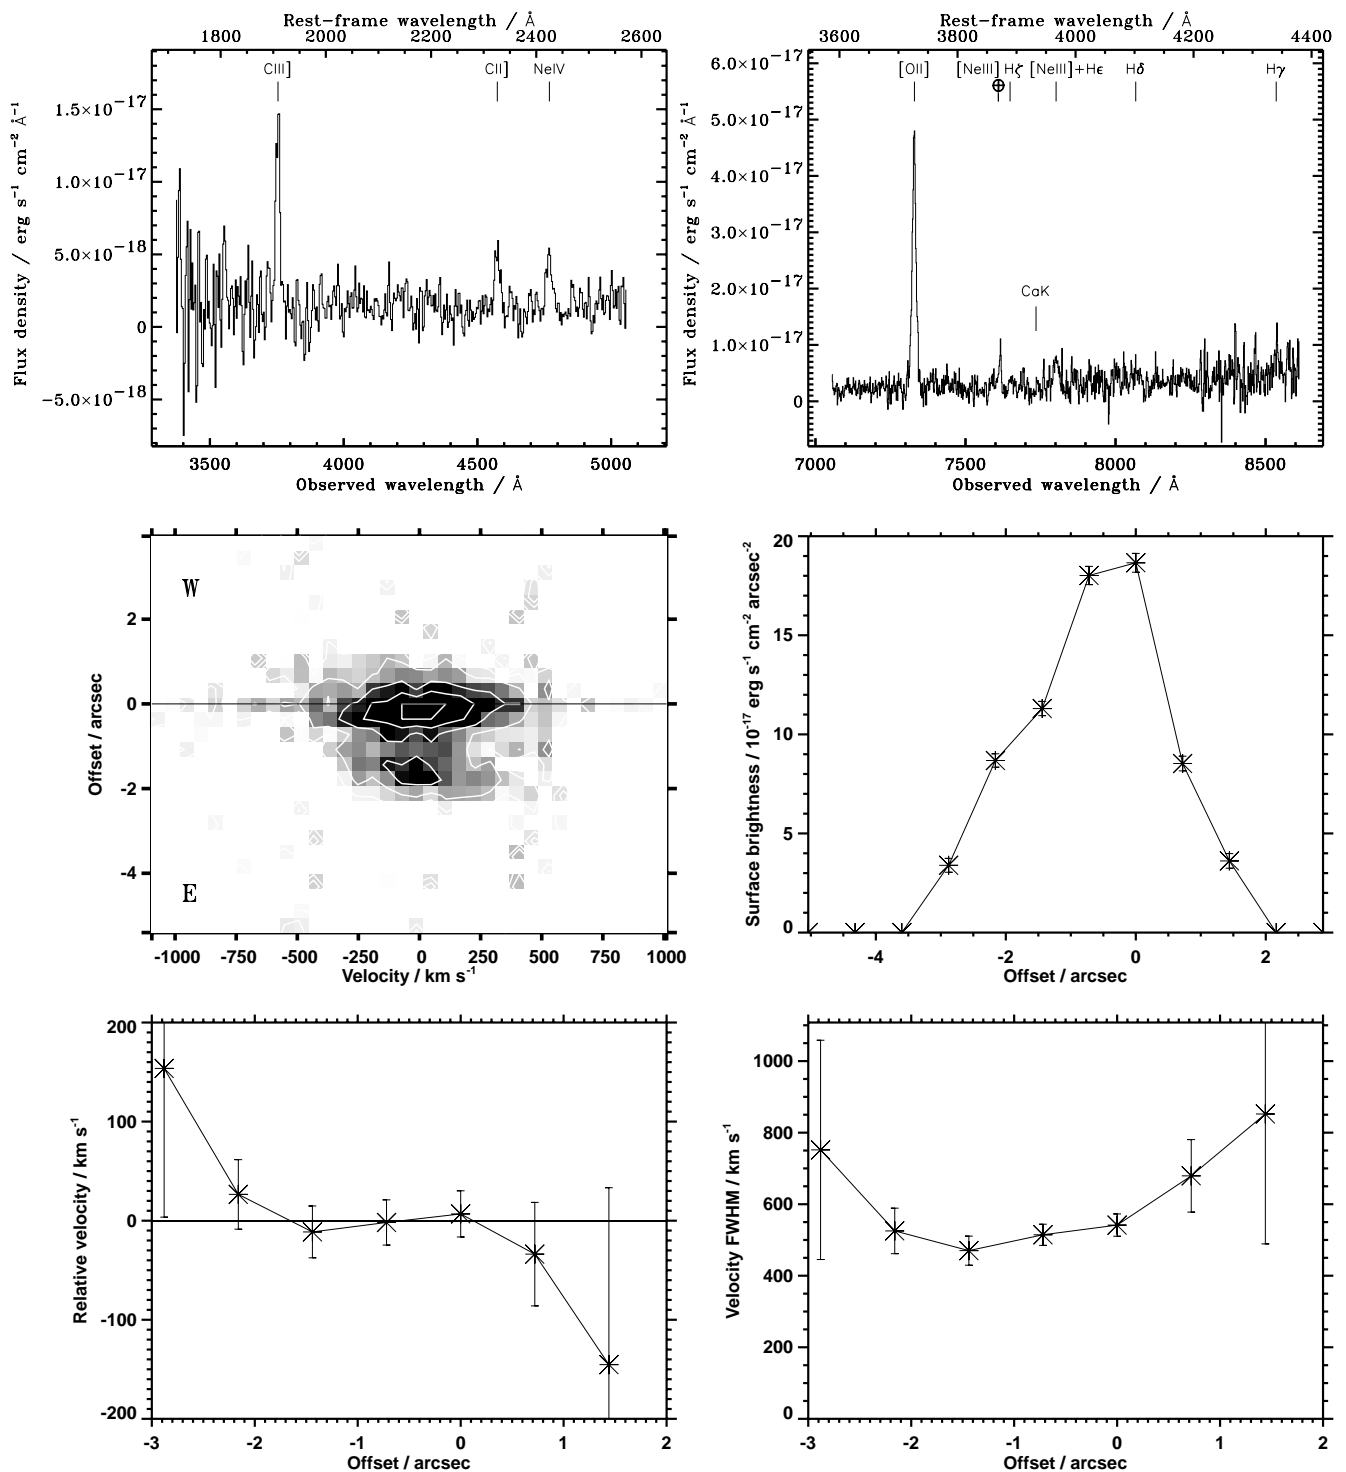 Rest-frame wavelength / Å
1800 2000 2200 2400 2600
CIII] CII] NeIV
Flux density / erg s⁻¹ cm⁻² Å⁻¹
1.5×10⁻¹⁷
1.0×10⁻¹⁷
5.0×10⁻¹⁸
0
−5.0×10⁻¹⁸
3500 4000 4500 5000
Observed wavelength / Å
Rest-frame wavelength / Å
3600 3800 4000 4200 4400
[OII] [NeIII] Hζ [NeIII]+Hε Hδ Hγ
⊕
CaK
Flux density / erg s⁻¹ cm⁻² Å⁻¹
6.0×10⁻¹⁷
5.0×10⁻¹⁷
4.0×10⁻¹⁷
3.0×10⁻¹⁷
2.0×10⁻¹⁷
1.0×10⁻¹⁷
0
7000 7500 8000 8500
Observed wavelength / Å
W
E
Offset / arcsec
2
0
-2
-4
-1000 -750 -500 -250 0 250 500 750 1000
Velocity / km s⁻¹
Surface brightness / 10⁻¹⁷ erg s⁻¹ cm⁻² arcsec⁻²
20
15
10
5
0
-4 -2 0 2
Offset / arcsec
Relative velocity / km s⁻¹
200
100
0
-100
-200
-3 -2 -1 0 1 2
Offset / arcsec
Velocity FWHM / km s⁻¹
1000
800
600
400
200
0
-3 -2 -1 0 1 2
Offset / arcsec